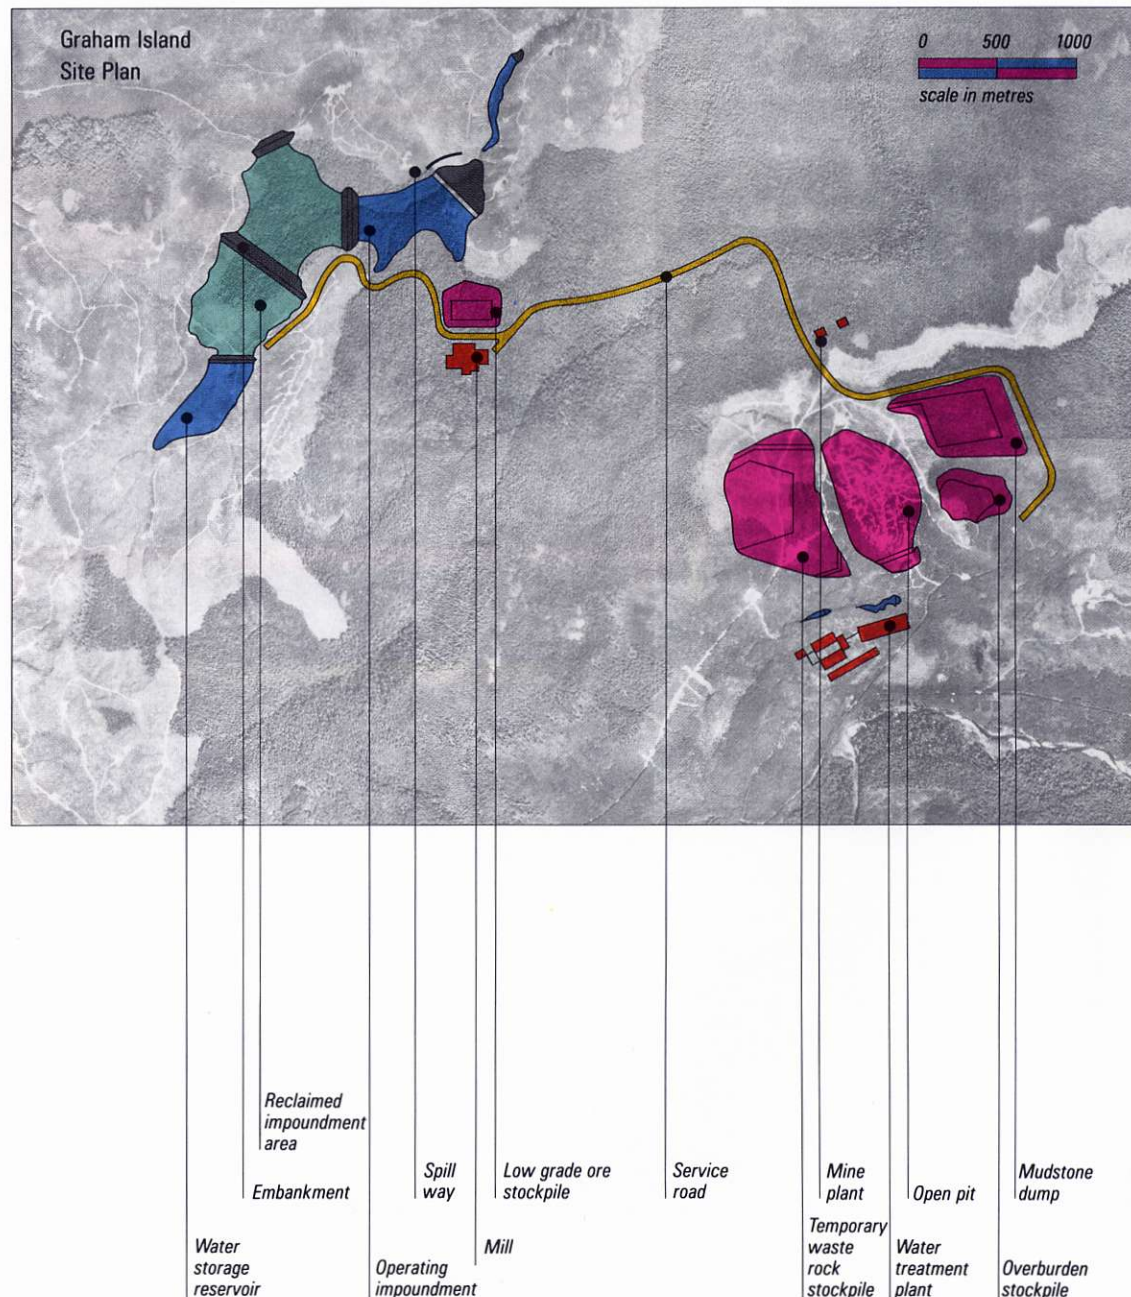 Graham Island
Site Plan
0 500 1000
scale in metres
Reclaimed
impoundment
area
Embankment
Water
storage
reservoir
Operating
impoundment
Spill
way
Mill
Low grade ore
stockpile
Service
road
Mine
plant
Temporary
waste
rock
stockpile
Open pit
Water
treatment
plant
Mudstone
dump
Overburden
stockpile